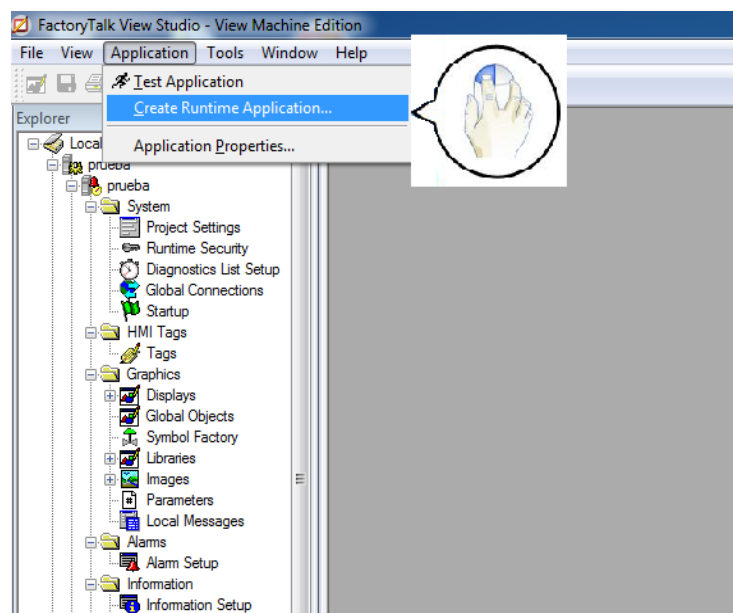 FactoryTalk View Studio - View Machine Edition
File View Application Tools Window Help
Test Application
Create Runtime Application...
Application Properties...
Explorer
Local
prueba
prueba
System
Project Settings
Runtime Security
Diagnostics List Setup
Global Connections
Startup
HMI Tags
Tags
Graphics
Displays
Global Objects
Symbol Factory
Libraries
Images
Parameters
Local Messages
Alarms
Alarm Setup
Information
Information Setup